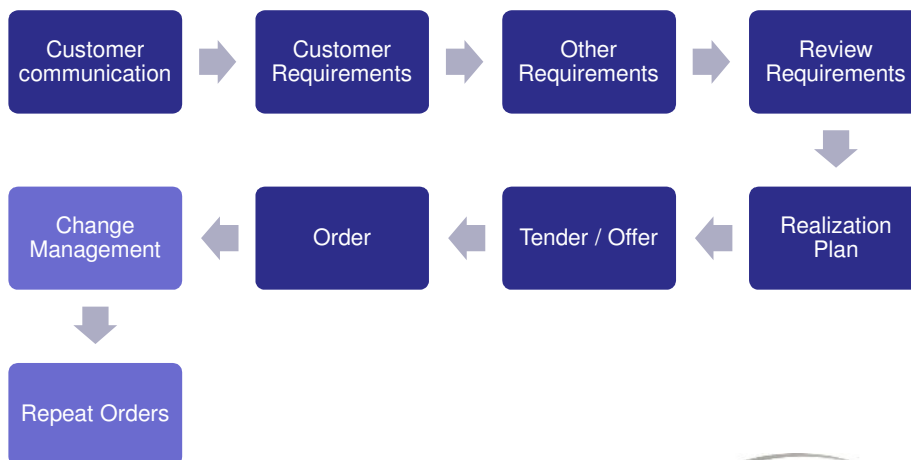 Customer
communication
Customer
Requirements
Other
Requirements
Review
Requirements
Realization
Plan
Tender / Offer
Order
Change
Management
Repeat Orders